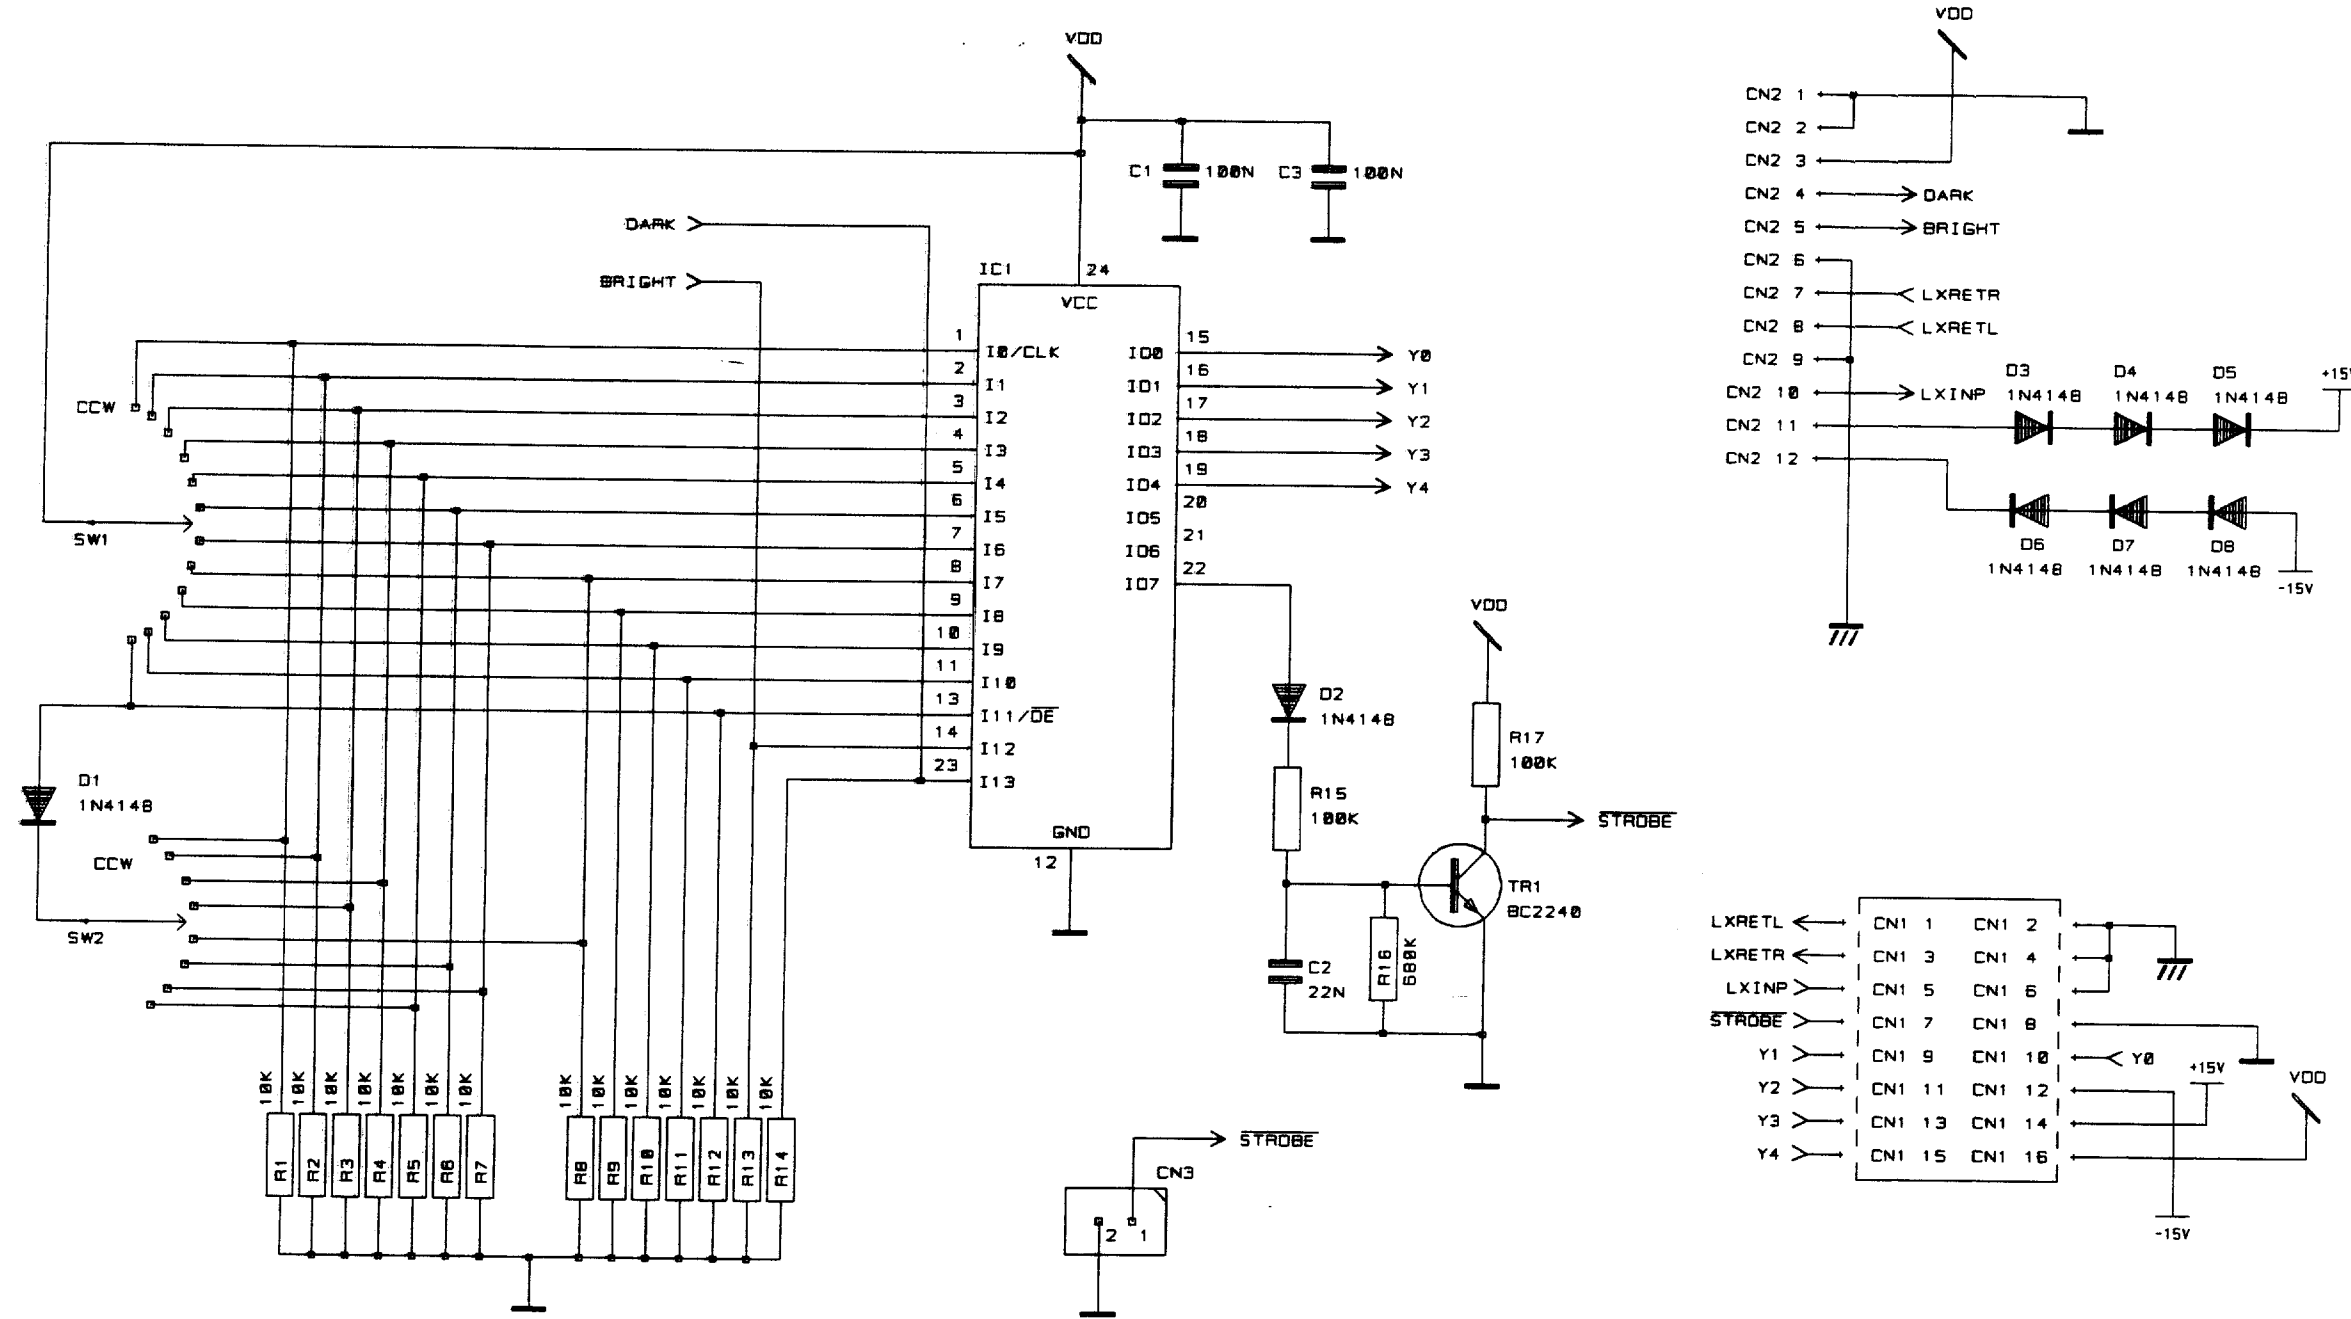 VDD
C1 100N
C3 100N
DARK
BRIGHT
IC1
24
VCC
1 I0/CLK
2 I1
3 I2
4 I3
5 I4
6 I5
7 I6
8 I7
9 I8
10 I9
11 I10
13 I11/OE
14 I12
23 I13
GND
12
IO0 15 Y0
IO1 16 Y1
IO2 17 Y2
IO3 18 Y3
IO4 19 Y4
IO5 20
IO6 21
IO7 22
CCW
SW1
D1
1N4148
CCW
SW2
10K 10K 10K 10K 10K 10K 10K
10K 10K 10K 10K 10K 10K 10K
R1 R2 R3 R4 R5 R6 R7
R8 R9 R10 R11 R12 R13 R14
D2
1N4148
R15
100K
VDD
R17
100K
STROBE
TR1
BC2240
C2
22N
R16
680K
STROBE
CN3
2 1
VDD
CN2 1
CN2 2
CN2 3
CN2 4 DARK
CN2 5 BRIGHT
CN2 6
CN2 7 LXRETR
CN2 8 LXRETL
CN2 9
CN2 10 LXINP
CN2 11
CN2 12
D3 D4 D5
1N4148 1N4148 1N4148
+15V
D6 D7 D8
1N4148 1N4148 1N4148
-15V
LXRETL CN1 1 CN1 2
LXRETR CN1 3 CN1 4
LXINP CN1 5 CN1 6
STROBE CN1 7 CN1 8
Y1 CN1 9 CN1 10 Y0
Y2 CN1 11 CN1 12
Y3 CN1 13 CN1 14
Y4 CN1 15 CN1 16
+15V
VDD
-15V